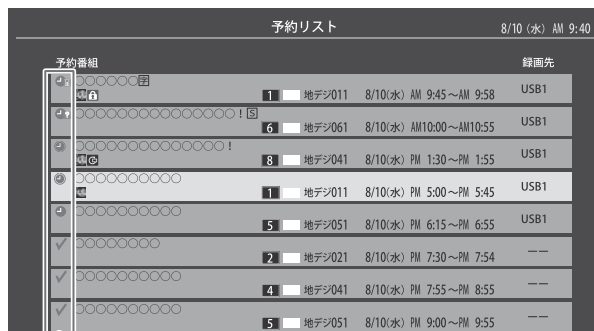 予約リスト
8/10 (水) AM 9:40
予約番組 録画先
○○○○○○字
1 地デジ011 8/10(水) AM 9:45～AM 9:58 USB1
○○○○○○○○○○○○○○○！S
6 地デジ061 8/10(水) AM10:00～AM10:55 USB1
○○○○○○○○○○○○○○！
8 地デジ041 8/10(水) PM 1:30～PM 1:55 USB1
○○○○○○○○○○
1 地デジ011 8/10(水) PM 5:00～PM 5:45 USB1
○○○○○○○○○○
5 地デジ051 8/10(水) PM 6:15～PM 6:55 USB1
○○○○○○○○
2 地デジ021 8/10(水) PM 7:30～PM 7:54 ーー
○○○○○○○○○○
4 地デジ041 8/10(水) PM 7:55～PM 8:55 ーー
○○○○○○○○○○
5 地デジ051 8/10(水) PM 9:00～PM 9:55 ーー